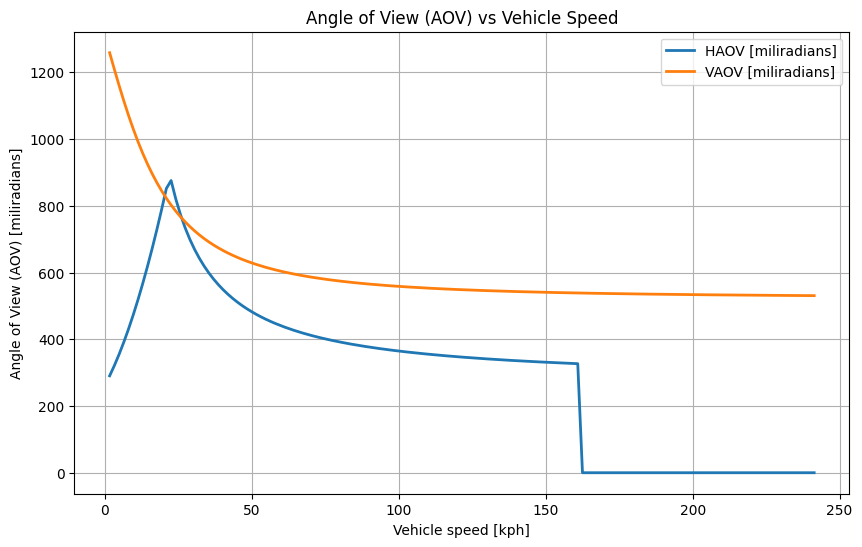 Angle of View (AOV) vs Vehicle Speed
HAOV [miliradians]
VAOV [miliradians]
Angle of View (AOV) [miliradians]
1200
1000
800
600
400
200
0
0 50 100 150 200 250
Vehicle speed [kph]